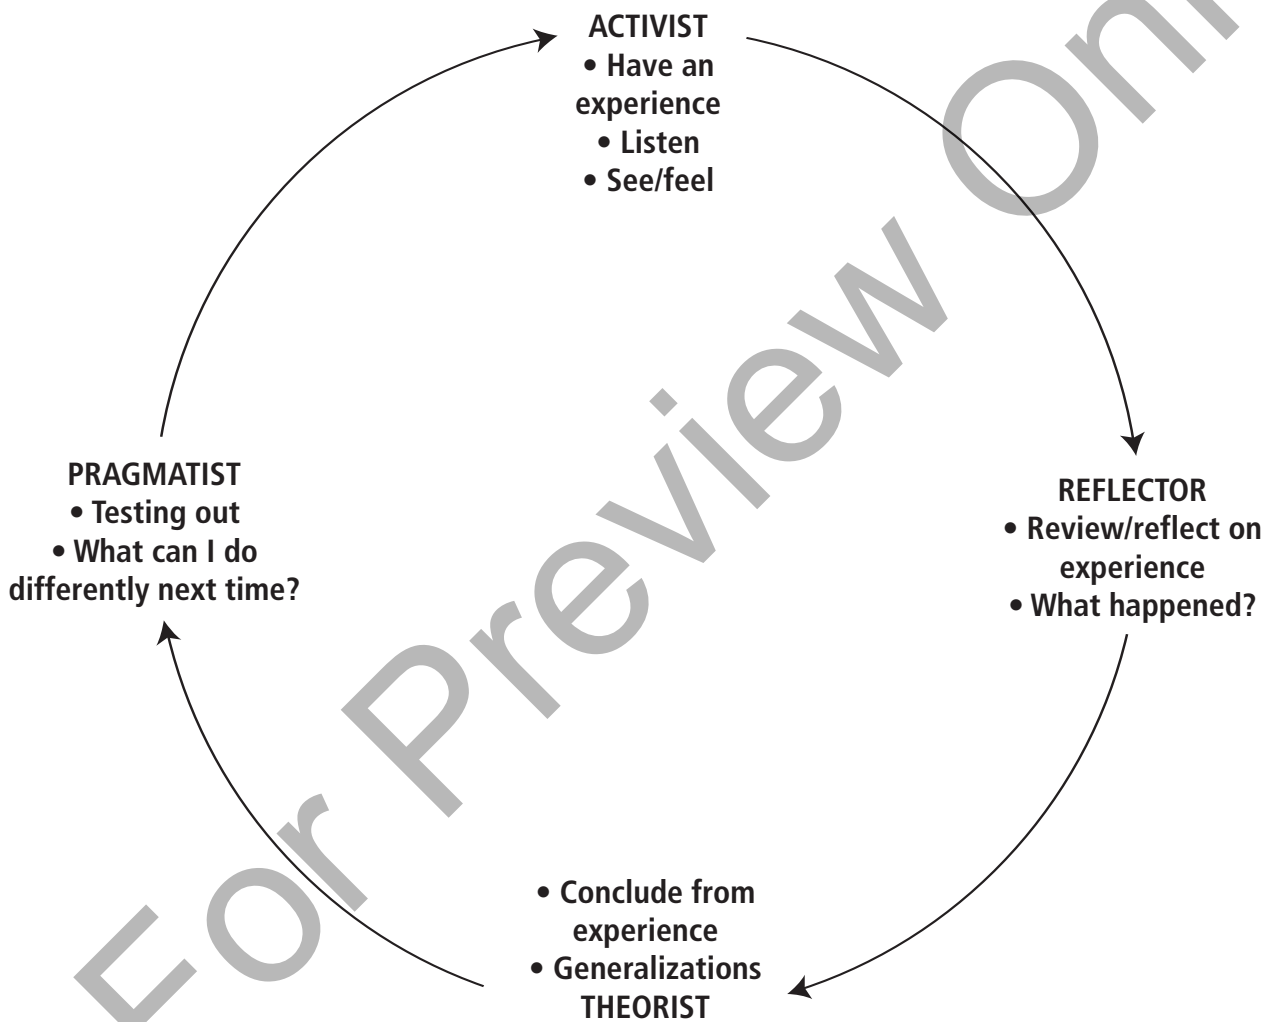 ACTIVIST
• Have an
experience
• Listen
• See/feel
PRAGMATIST
• Testing out
• What can I do
differently next time?
REFLECTOR
• Review/reflect on
experience
• What happened?
• Conclude from
experience
• Generalizations
THEORIST
For Preview Onl